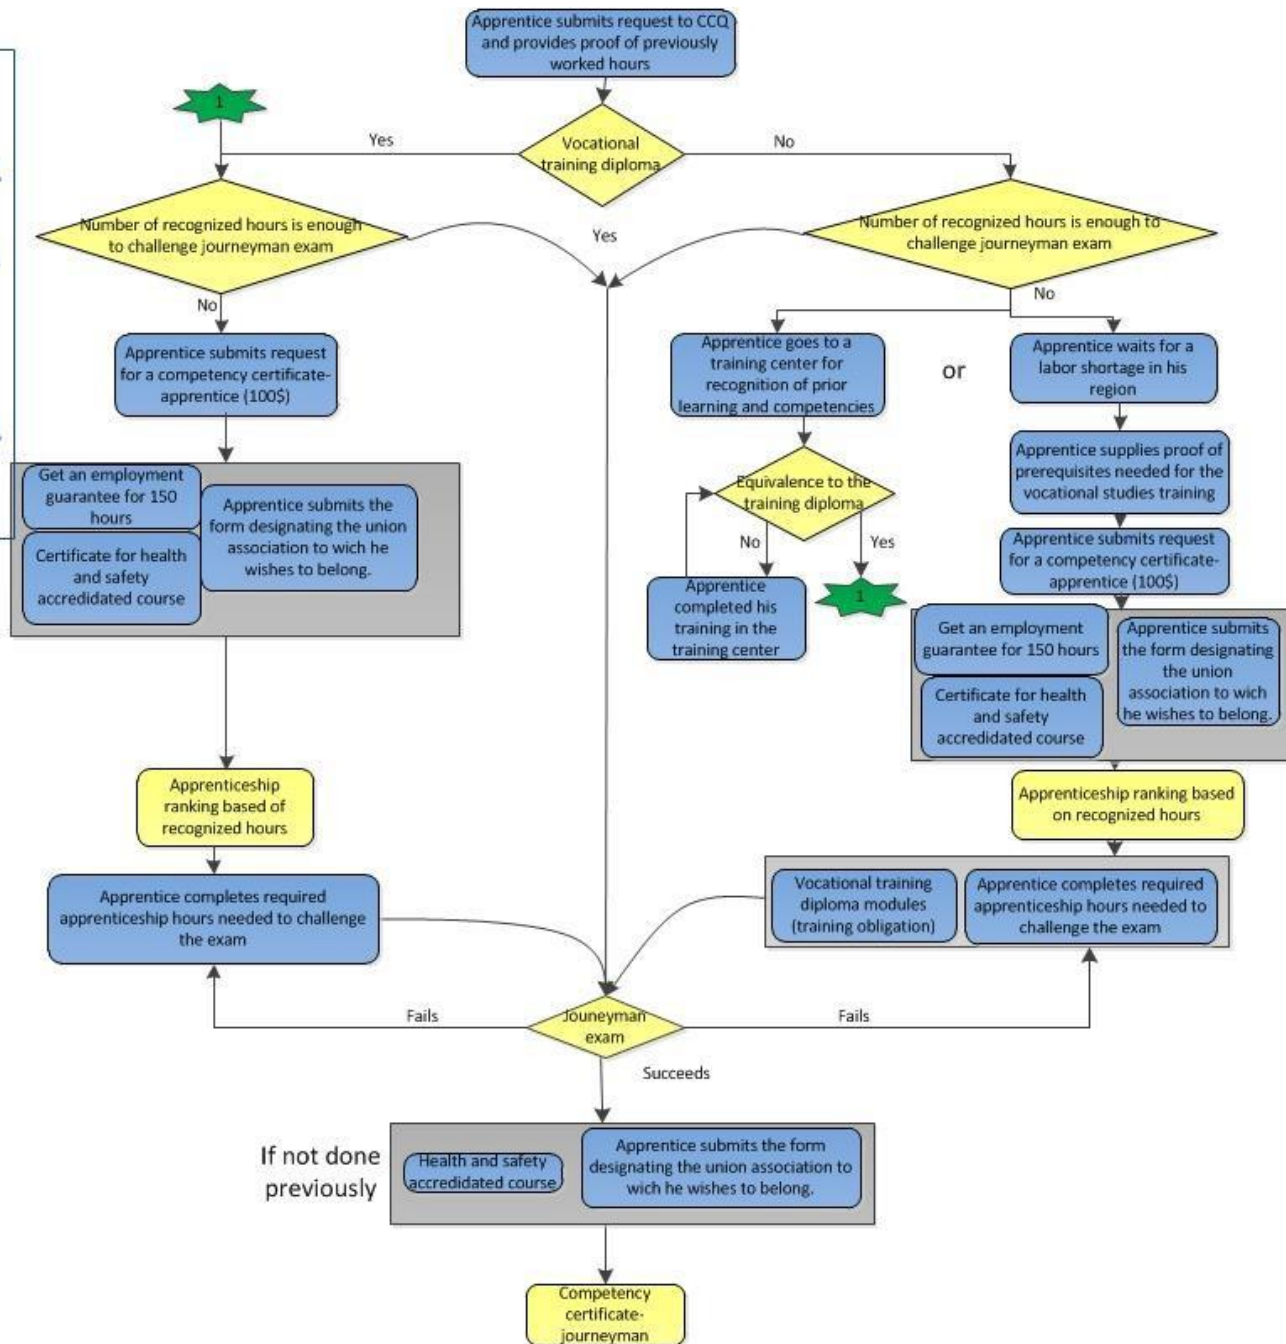 Apprentice submits request to CCQ
and provides proof of previously
worked hours
1
Yes
Vocational
training diploma
No
Number of recognized hours is enough
to challenge journeyman exam
Yes
Number of recognized hours is enough to
challenge journeyman exam
No
No
Apprentice submits request
for a competency certificate-
apprentice (100$)
Apprentice goes to a
training center for
recognition of prior
learning and competencies
or
Apprentice waits for a
labor shortage in his
region
Get an employment
guarantee for 150
hours
Apprentice submits the
form designating the
union association to wich he
wishes to belong.
Certificate for health
and safety
accredidated course
Equivalence to the
training diploma
No
Yes
Apprentice
completed his
training in the
training center
1
Apprentice supplies proof of
prerequisites needed for the
vocational studies training
Apprentice submits request
for a competency certificate-
apprentice (100$)
Get an employment
guarantee for 150 hours
Apprentice submits
the form designating
the union
association to wich
he wishes to belong.
Certificate for health
and safety
accredidated course
Apprenticeship
ranking based of
recognized hours
Apprenticeship ranking based
on recognized hours
Apprentice completes required
apprenticeship hours needed to challenge
the exam
Vocational training
diploma modules
(training obligation)
Apprentice completes required
apprenticeship hours needed to
challenge the exam
Fails
Jouneyman
exam
Fails
Succeeds
If not done
previously
Health and safety
accredidated course
Apprentice submits the form
designating the union association to
wich he wishes to belong.
Competency
certificate-
journeyman